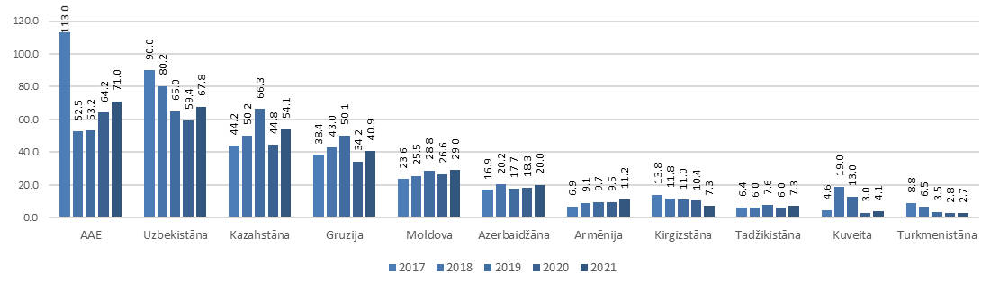 120.0
100.0
80.0
60.0
40.0
20.0
0.0
113.0 52.5 53.2 64.2 71.0
90.0 80.2 65.0 59.4 67.8
44.2 50.2 66.3 44.8 54.1
38.4 43.0 50.1 34.2 40.9
23.6 25.5 28.8 26.6 29.0
16.9 20.2 17.7 18.3 20.0
6.9 9.1 9.7 9.5 11.2
13.8 11.8 11.0 10.4 7.3
6.4 6.0 7.6 6.0 7.3
4.6 19.0 13.0 3.0 4.1
8.8 6.5 3.5 2.8 2.7
AAE Uzbekistāna Kazahstāna Gruzija Moldova Azerbaidžāna Armēnija Kirgizstāna Tadžikistāna Kuveita Turkmenistāna
2017 2018 2019 2020 2021